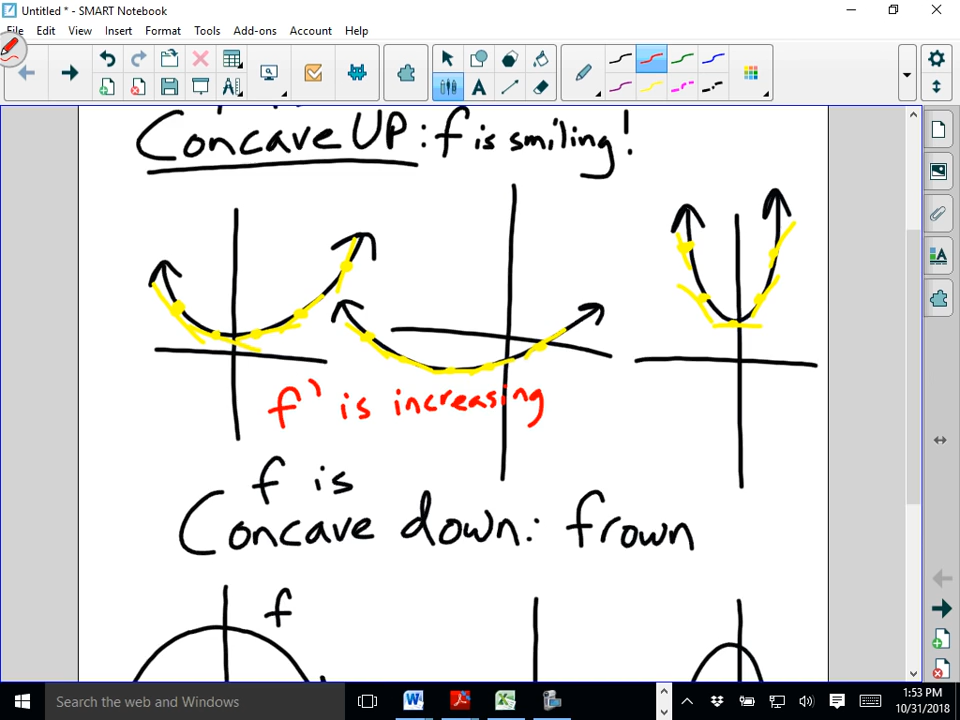 Untitled * - SMART Notebook
File Edit View Insert Format Tools Add-ons Account Help
Concave UP: f is smiling!
f' is increasing
f is
Concave down: frown
f
Search the web and Windows
1:53 PM
10/31/2018